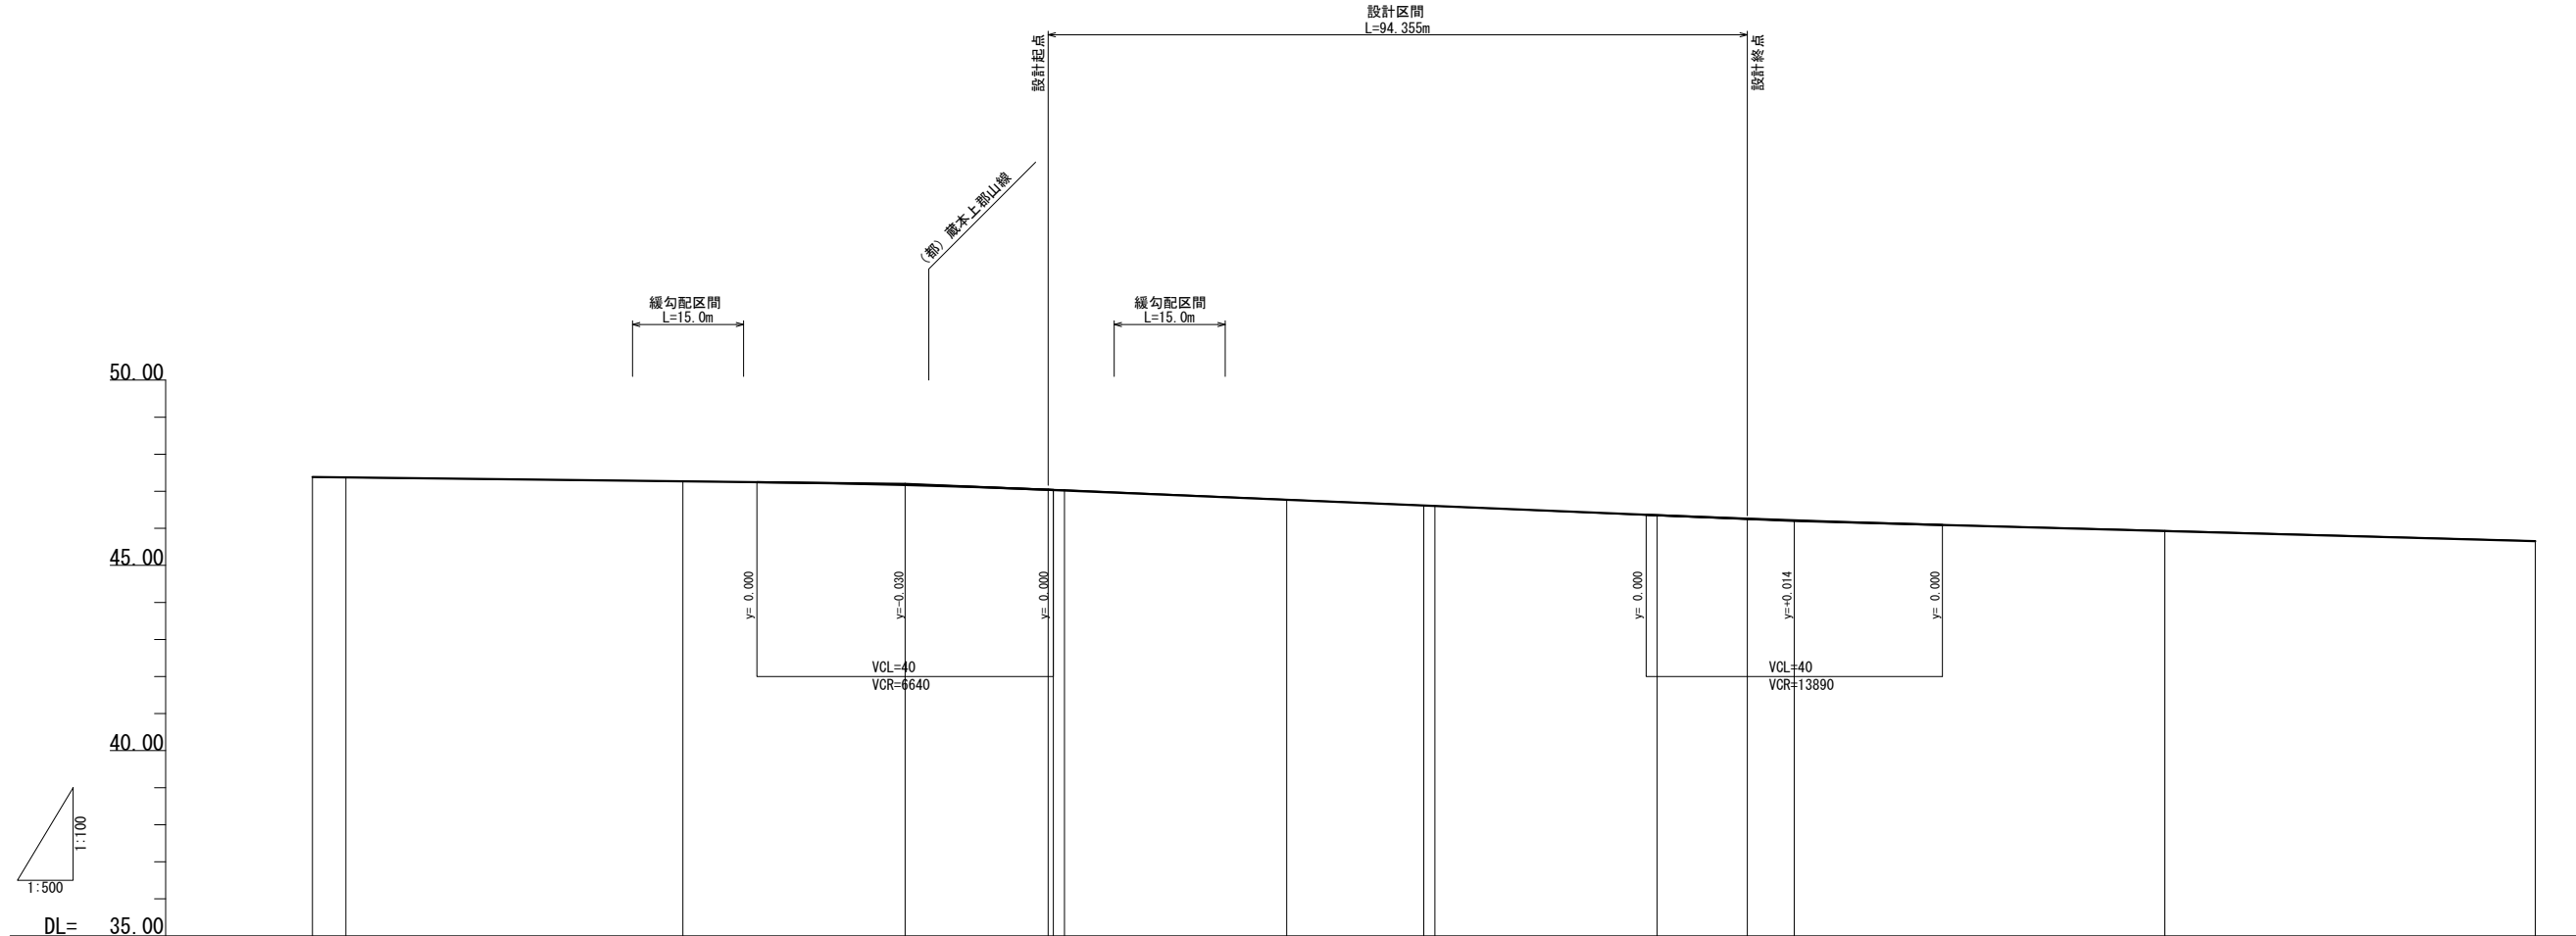 設計区間
L=94.355m
設計起点
設計終点
(都) 蔵本上郡山線
緩勾配区間
L=15.0m
緩勾配区間
L=15.0m
50.00
45.00
40.00
DL= 35.00
1:100
1:500
y= 0.000
y=-0.030
y= 0.000
VCL=40
VCR=6640
y= 0.000
y=+0.014
y= 0.000
VCL=40
VCR=13890